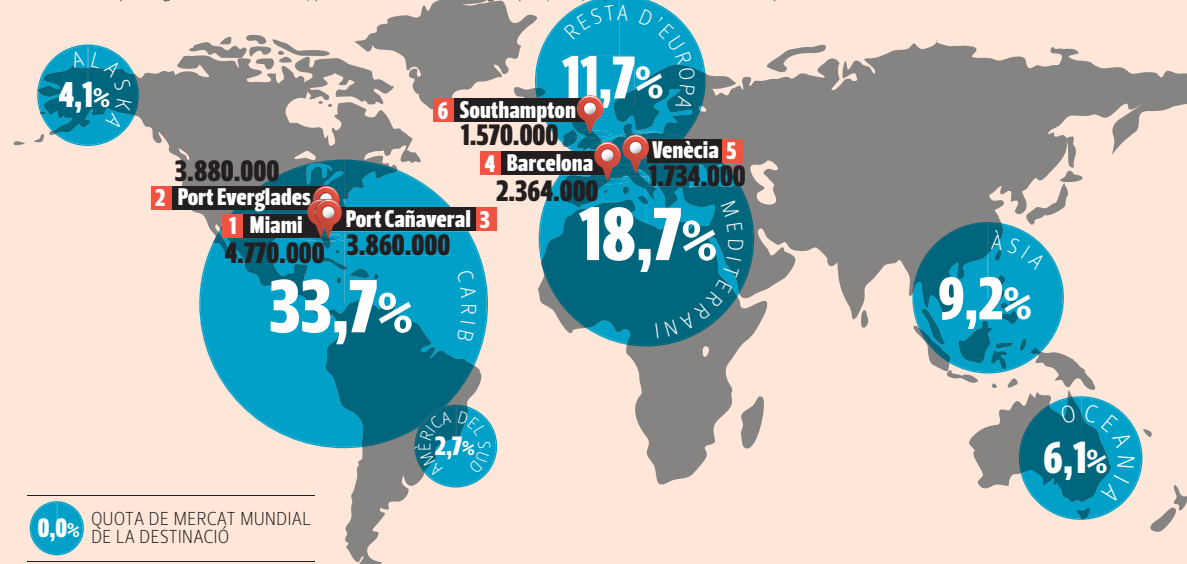 RESTA D'EUROPA
11,7%
ALASKA
4,1%
6 Southampton
1.570.000
Venècia 5
1.734.000
4 Barcelona
2.364.000
3.880.000
2 Port Everglades
1 Miami
4.770.000
Port Cañaveral 3
3.860.000
18,7%
MEDITERRANI
ÀSIA
9,2%
CARIB
33,7%
AMÈRICA DEL SUD
2,7%
OCEANIA
6,1%
0,0%
QUOTA DE MERCAT MUNDIAL
DE LA DESTINACIÓ